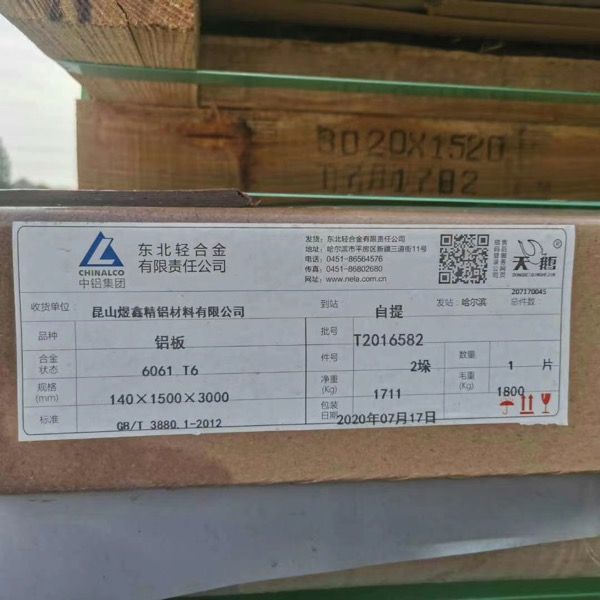 8020X1520
CHINALCO
中铝集团
东北轻合金
有限责任公司
发货：东北轻合金有限责任公司
地址：哈尔滨市平房区新疆三道街11号
电话：0451-86564576
传真：0451-86802680
www.nela.com.cn
天鹅
收货单位：
昆山煜鑫精铝材料有限公司
到站：
自提
发站：哈尔滨
207170045
总件数：
品种
铝板
批号
T2016582
合金
状态
6061 T6
件号
2垛
数量
1 片
规格
(mm)
140×1500×3000
净重
(Kg)
1711
毛重
(Kg)
1800
标准
GB/T 3880.1-2012
包装
日期
2020年07月17日